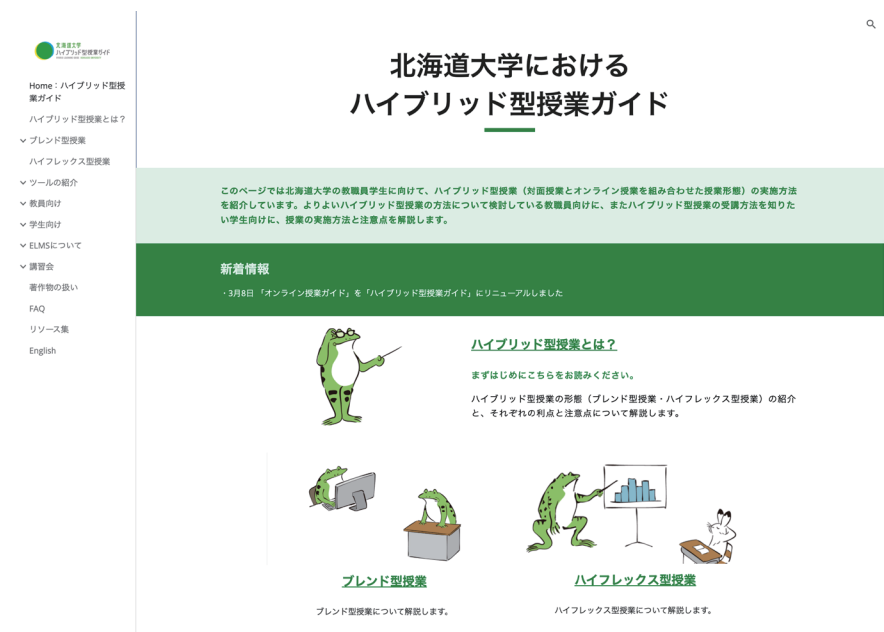 北海道大学
ハイブリッド型授業ガイド
Home：ハイブリッド型授
業ガイド
ハイブリッド型授業とは？
ブレンド型授業
ハイフレックス型授業
ツールの紹介
教員向け
学生向け
ELMSについて
講習会
著作物の扱い
FAQ
リソース集
English
北海道大学における
ハイブリッド型授業ガイド
このページでは北海道大学の教職員学生に向けて、ハイブリッド型授業（対面授業とオンライン授業を組み合わせた授業形態）の実施方法
を紹介しています。よりよいハイブリッド型授業の方法について検討している教職員向けに、またハイブリッド型授業の受講方法を知りた
い学生向けに、授業の実施方法と注意点を解説します。
新着情報
・3月8日 「オンライン授業ガイド」を「ハイブリッド型授業ガイド」にリニューアルしました
ハイブリッド型授業とは？
まずはじめにこちらをお読みください。
ハイブリッド型授業の形態（ブレンド型授業・ハイフレックス型授業）の紹介
と、それぞれの利点と注意点について解説します。
ブレンド型授業
ブレンド型授業について解説します。
ハイフレックス型授業
ハイフレックス型授業について解説します。